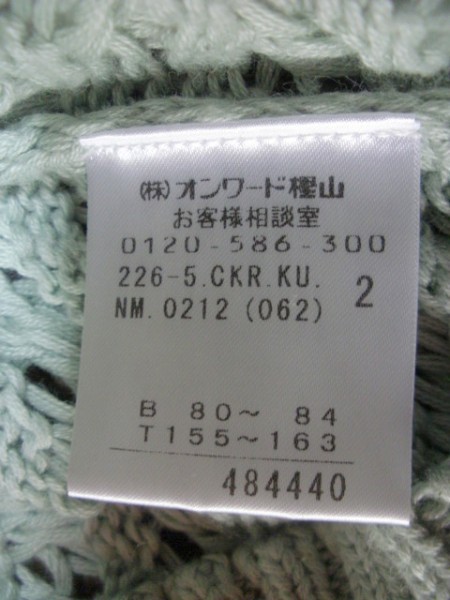 (株)オンワード樫山
お客様相談室
0120-586-300
226-5.CKR.KU.
2
NM.0212(062)
B 80～ 84
T155～163
484440